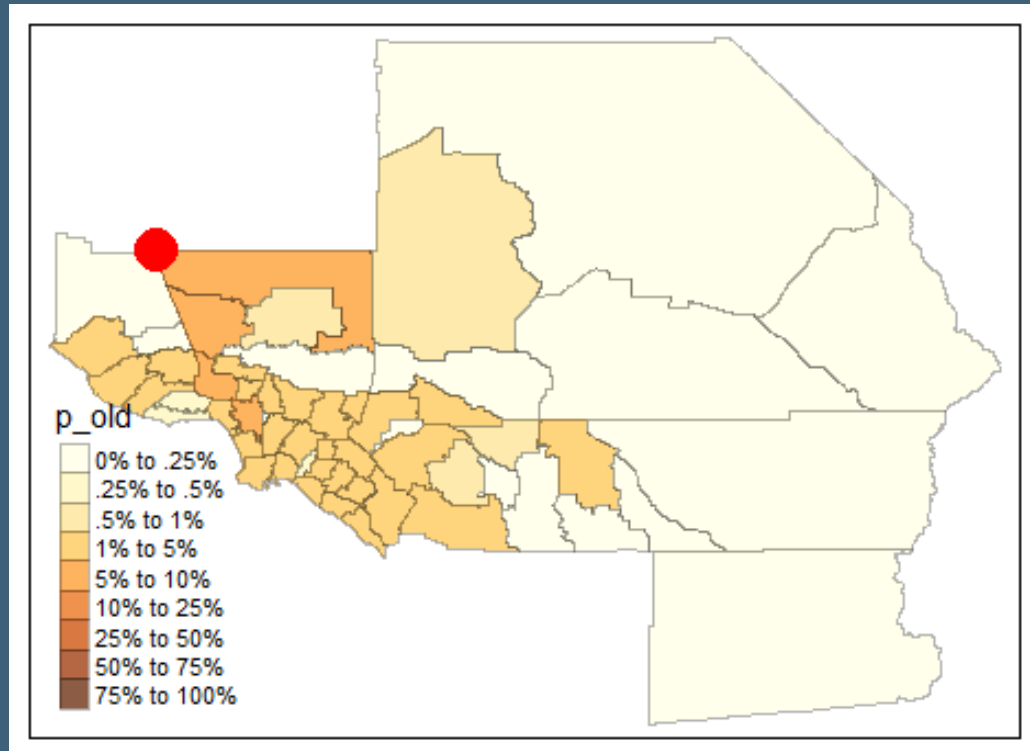 p_old
0% to .25%
.25% to .5%
.5% to 1%
1% to 5%
5% to 10%
10% to 25%
25% to 50%
50% to 75%
75% to 100%